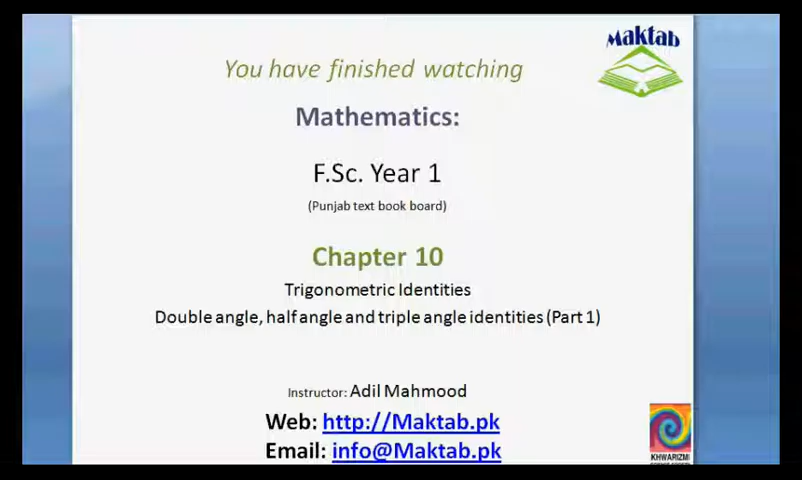 Maktab
You have finished watching
Mathematics:
F.Sc. Year 1
(Punjab text book board)
Chapter 10
Trigonometric Identities
Double angle, half angle and triple angle identities (Part 1)
Instructor: Adil Mahmood
Web: http://Maktab.pk
Email: info@Maktab.pk
KHWARIZMI